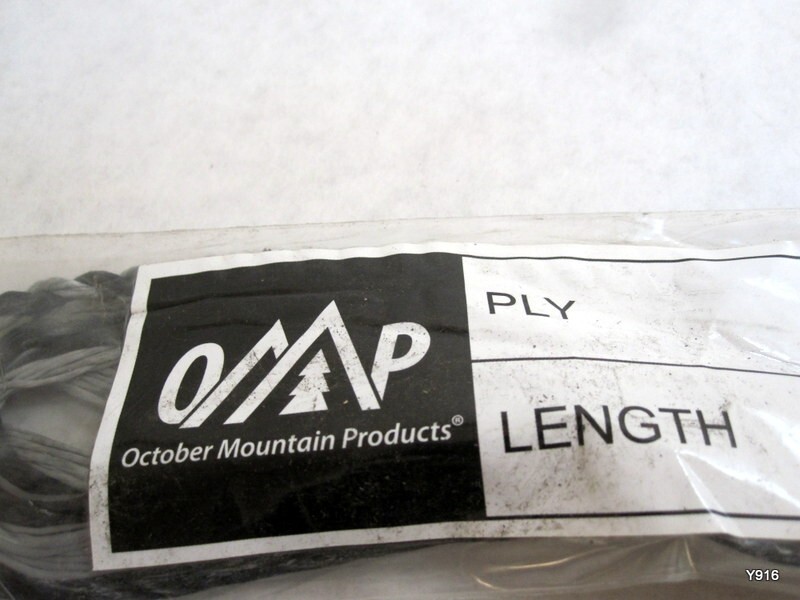 OMP
October Mountain Products®
PLY
LENGTH
Y916